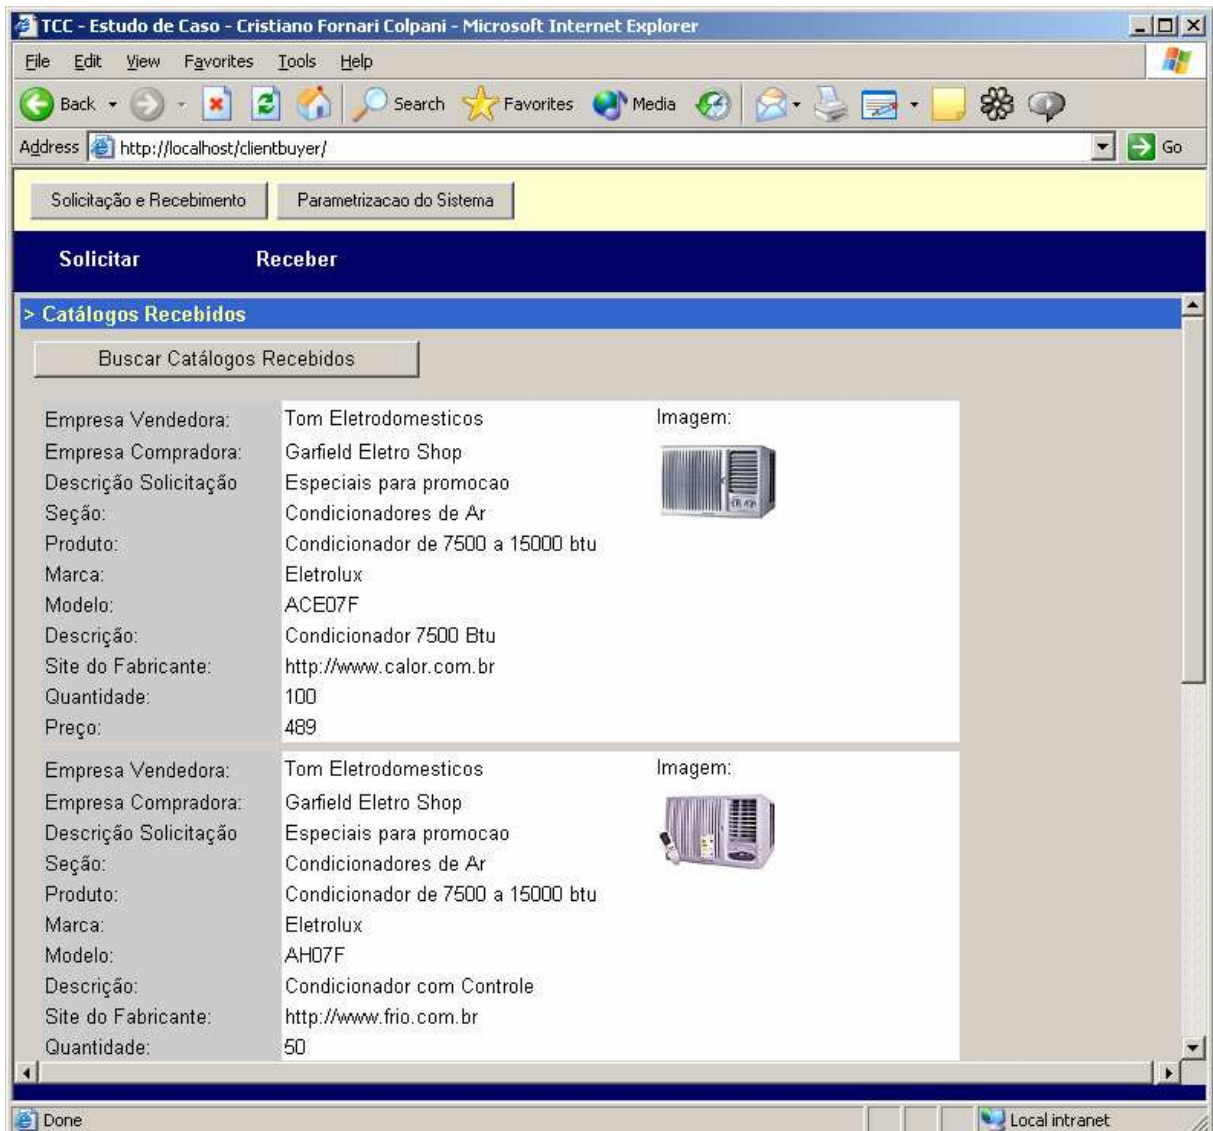 TCC - Estudo de Caso - Cristiano Fornari Colpani - Microsoft Internet Explorer
File Edit View Favorites Tools Help
Back Search Favorites Media
Address http://localhost/clientbuyer/ Go
Solicitação e Recebimento Parametrizacao do Sistema
Solicitar Receber
> Catálogos Recebidos
Buscar Catálogos Recebidos
Empresa Vendedora: Tom Eletrodomesticos Imagem:
Empresa Compradora: Garfield Eletro Shop
Descrição Solicitação Especiais para promocao
Seção: Condicionadores de Ar
Produto: Condicionador de 7500 a 15000 btu
Marca: Eletrolux
Modelo: ACE07F
Descrição: Condicionador 7500 Btu
Site do Fabricante: http://www.calor.com.br
Quantidade: 100
Preço: 489
Empresa Vendedora: Tom Eletrodomesticos Imagem:
Empresa Compradora: Garfield Eletro Shop
Descrição Solicitação Especiais para promocao
Seção: Condicionadores de Ar
Produto: Condicionador de 7500 a 15000 btu
Marca: Eletrolux
Modelo: AH07F
Descrição: Condicionador com Controle
Site do Fabricante: http://www.frio.com.br
Quantidade: 50
Done Local intranet